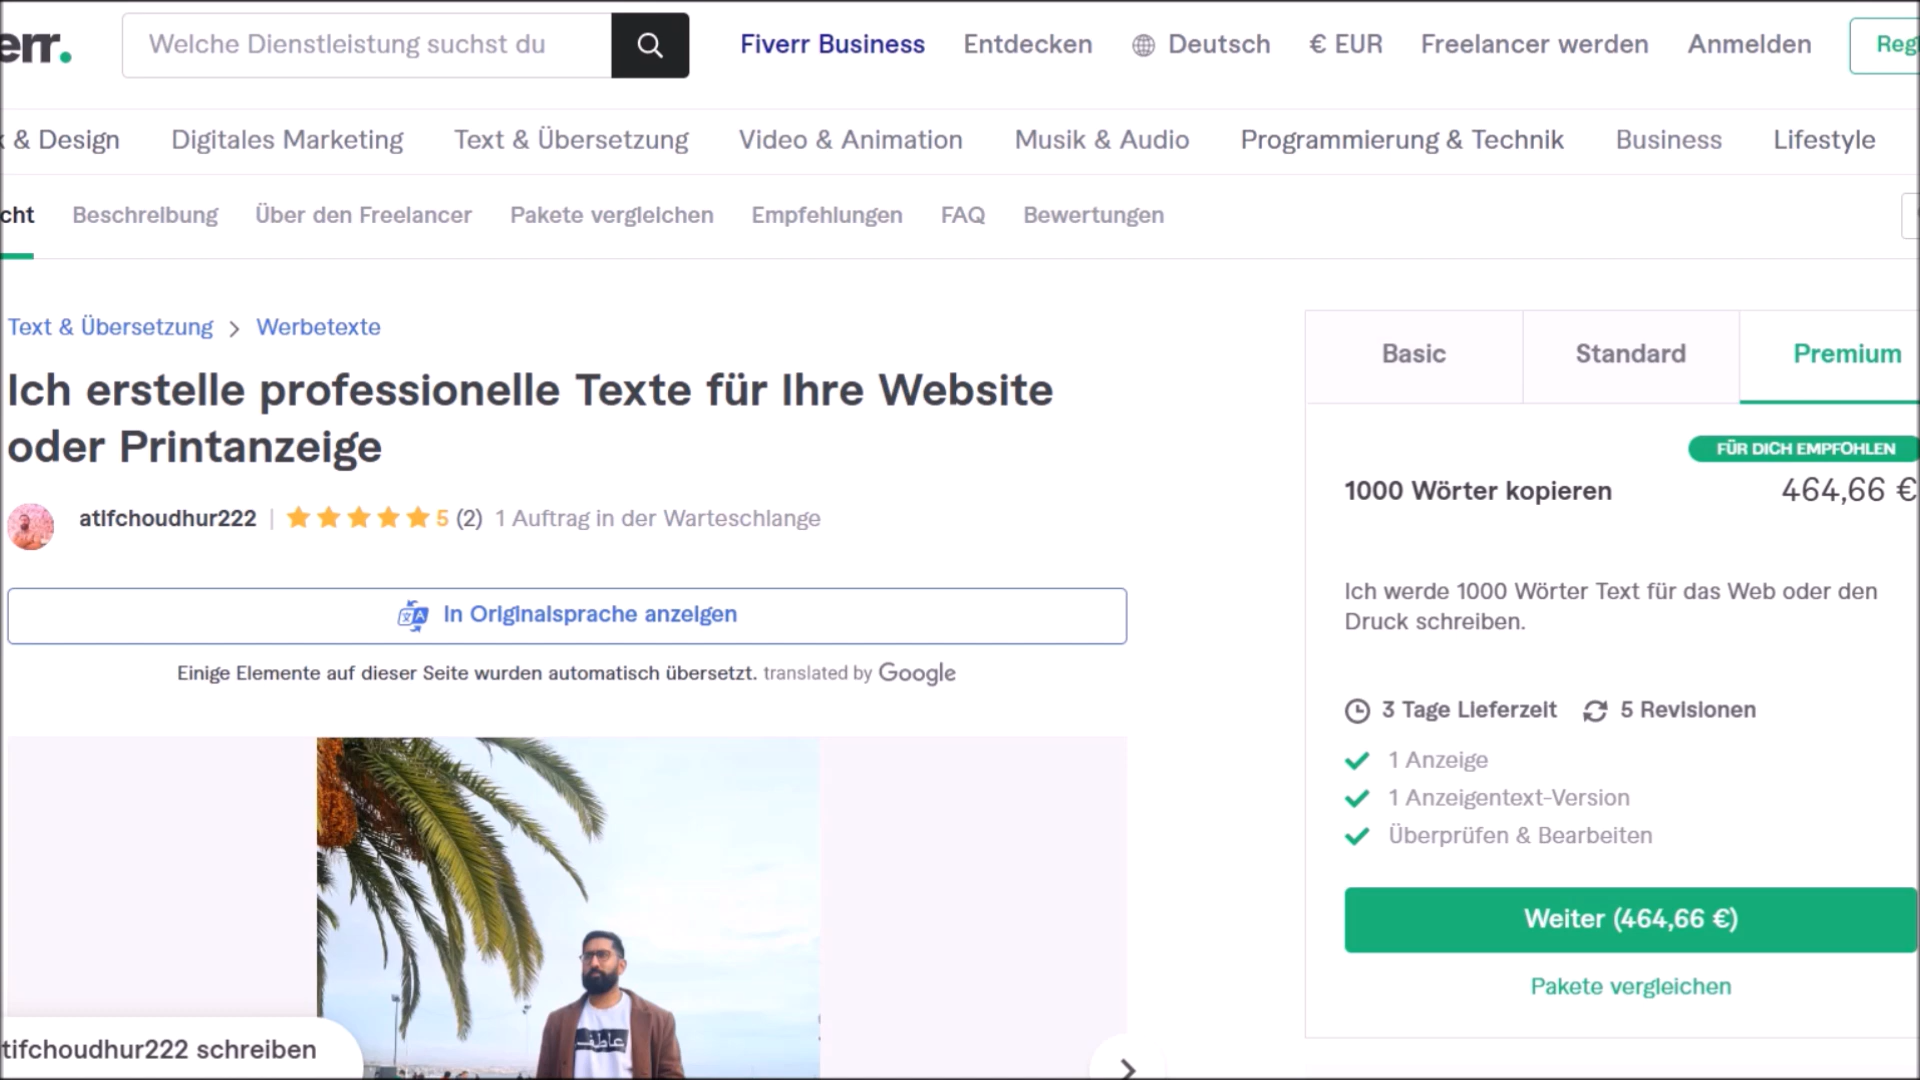 err.
Welche Dienstleistung suchst du
Fiverr Business
Entdecken
Deutsch
€ EUR
Freelancer werden
Anmelden
Reg
& Design
Digitales Marketing
Text & Übersetzung
Video & Animation
Musik & Audio
Programmierung & Technik
Business
Lifestyle
cht
Beschreibung
Über den Freelancer
Pakete vergleichen
Empfehlungen
FAQ
Bewertungen
Text & Übersetzung > Werbetexte
Ich erstelle professionelle Texte für Ihre Website
oder Printanzeige
atifchoudhur222 | 5 (2) 1 Auftrag in der Warteschlange
In Originalsprache anzeigen
Einige Elemente auf dieser Seite wurden automatisch übersetzt. translated by Google
عاطف
tifchoudhur222 schreiben
Basic
Standard
Premium
FÜR DICH EMPFOHLEN
1000 Wörter kopieren
464,66 €
Ich werde 1000 Wörter Text für das Web oder den
Druck schreiben.
3 Tage Lieferzeit
5 Revisionen
1 Anzeige
1 Anzeigentext-Version
Überprüfen & Bearbeiten
Weiter (464,66 €)
Pakete vergleichen